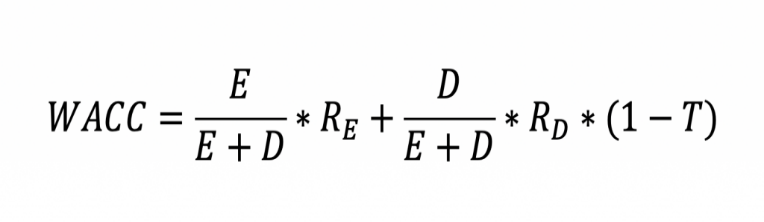 WACC = E / (E + D) * R_E + D / (E + D) * R_D * (1 − T)